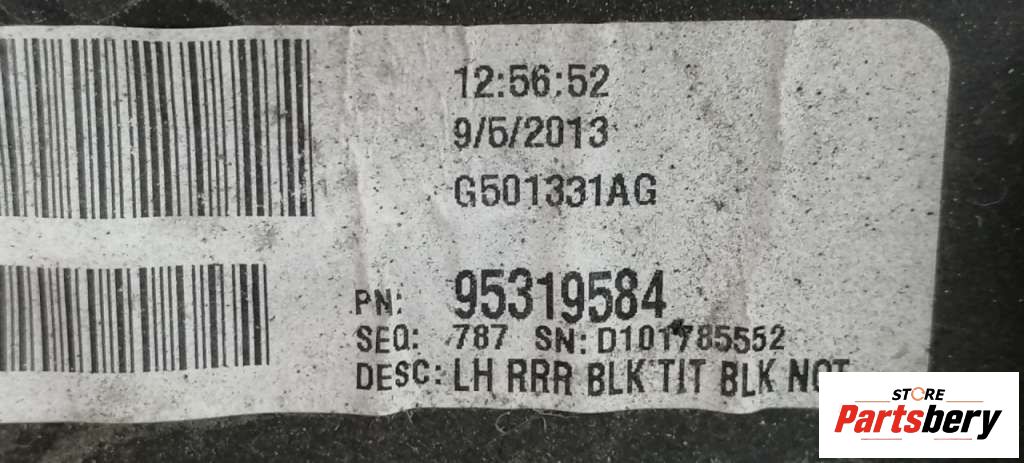 12:56:52
9/5/2013
G501331AG
PN: 95319584
SEQ: 787 SN: D101785552
DESC: LH RRR BLK TIT BLK
STORE
Partsbery